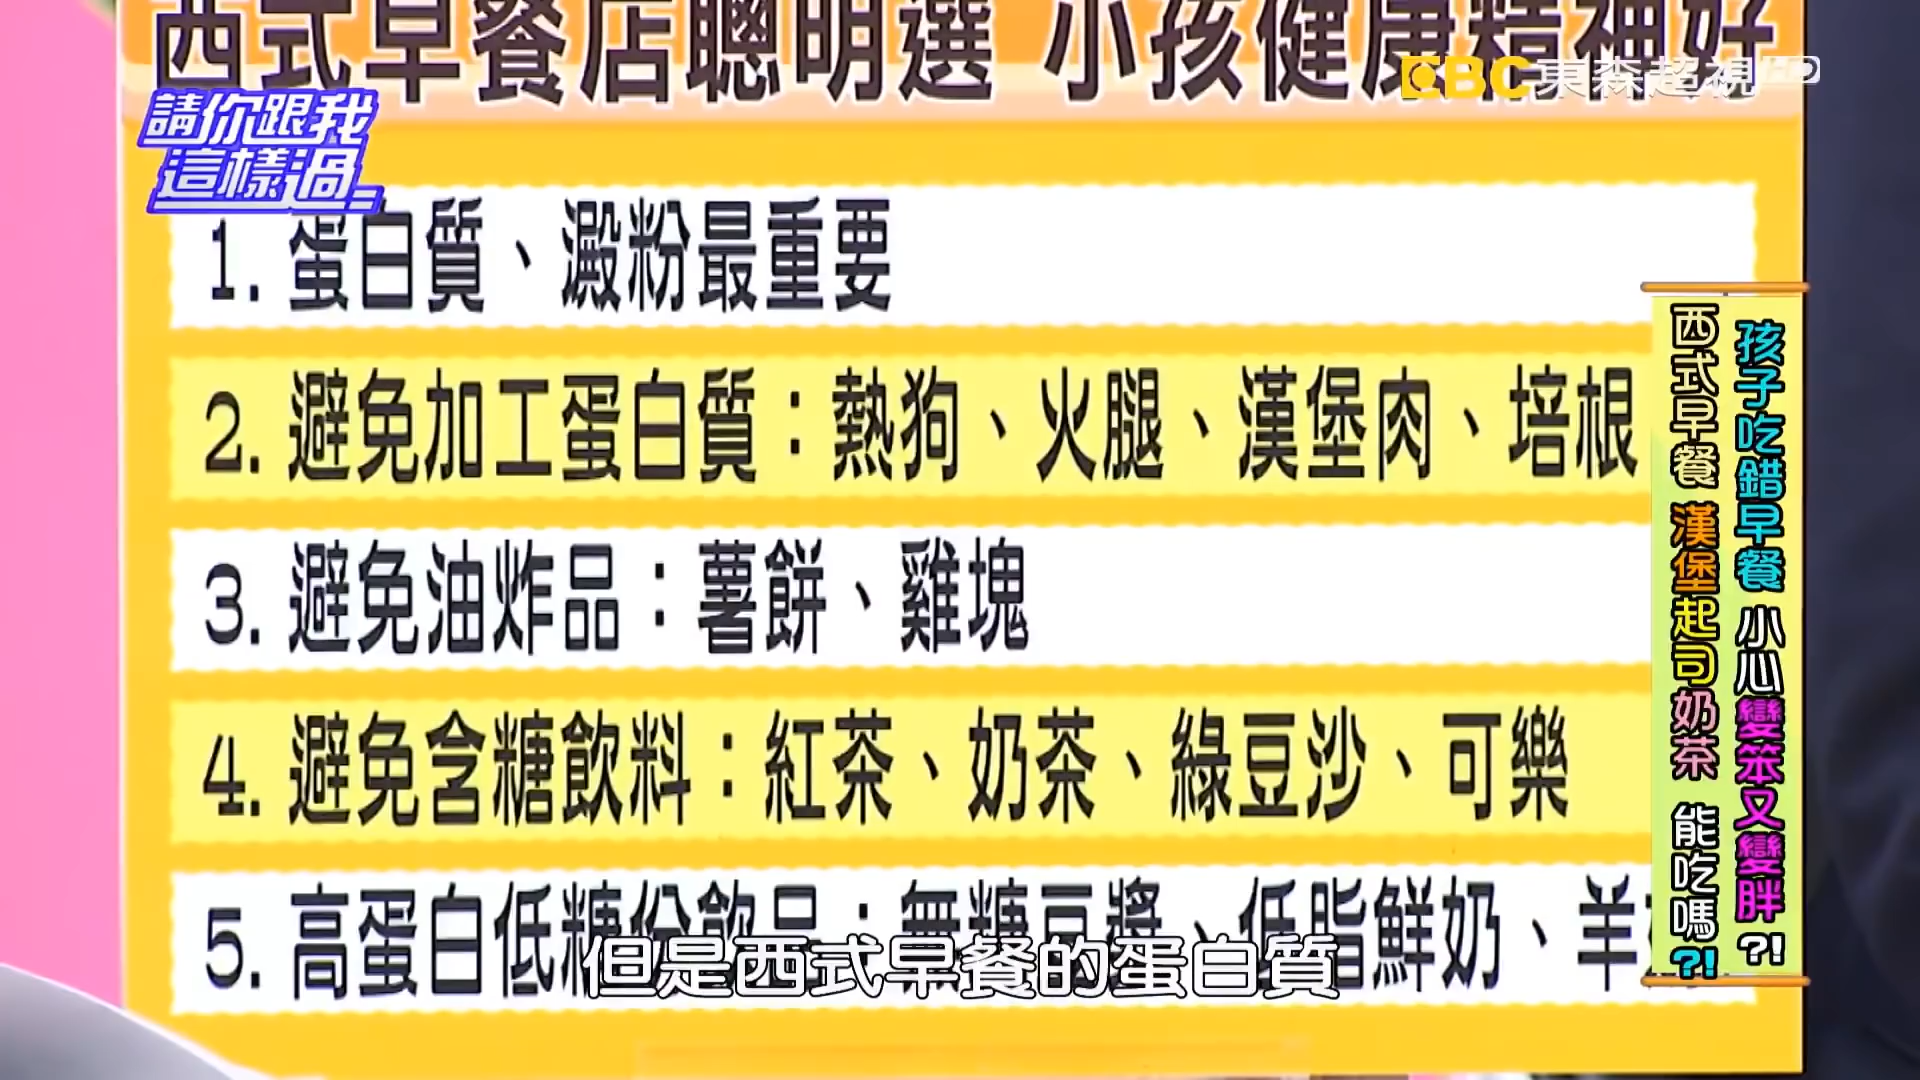 西式早餐店聰明選 小孩健康精神好
EBC東森超視HD
請你跟我
這樣過
1. 蛋白質、澱粉最重要
2. 避免加工蛋白質：熱狗、火腿、漢堡肉、培根
3. 避免油炸品：薯餅、雞塊
4. 避免含糖飲料：紅茶、奶茶、綠豆沙、可樂
5. 高蛋白低糖份飲品：無糖豆漿、低脂鮮奶、羊
孩子吃錯早餐 小心變笨又變胖?!
西式早餐 漢堡起司奶茶 能吃嗎?!
但是西式早餐的蛋白質